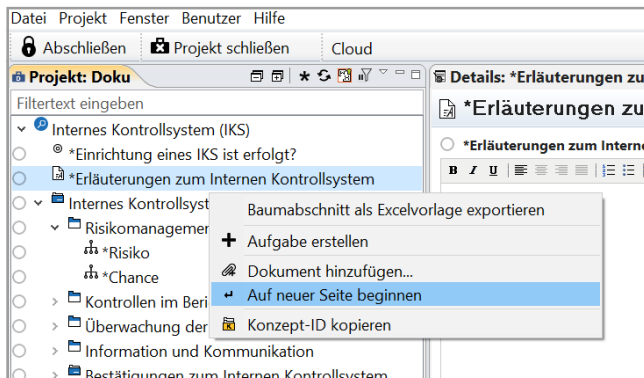 Datei Projekt Fenster Benutzer Hilfe
Abschließen Projekt schließen Cloud
Projekt: Doku
Details: *Erläuterungen zu
Filtertext eingeben
*Erläuterungen zu
Internes Kontrollsystem (IKS)
*Einrichtung eines IKS ist erfolgt?
*Erläuterungen zum Interne
*Erläuterungen zum Internen Kontrollsystem
B I U
Internes Kontrollsyst
Baumabschnitt als Excelvorlage exportieren
Risikomanagemer
Aufgabe erstellen
*Risiko
Dokument hinzufügen...
*Chance
Auf neuer Seite beginnen
Kontrollen im Beri
Konzept-ID kopieren
Überwachung der
Information und Kommunikation
Bestätigungen zum Internen Kontrollsystem